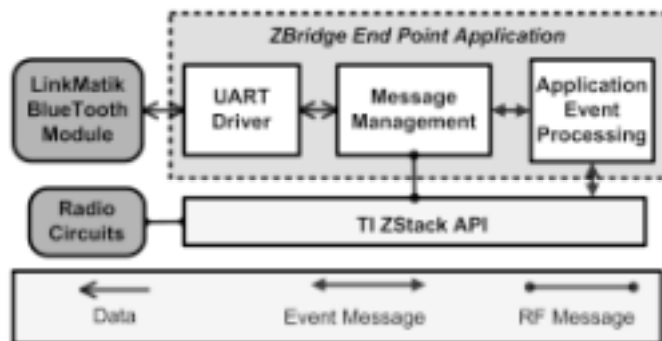 ZBridge End Point Application
LinkMatik
BlueTooth
Module
UART
Driver
Message
Management
Application
Event
Processing
Radio
Circuits
TI ZStack API
Data
Event Message
RF Message